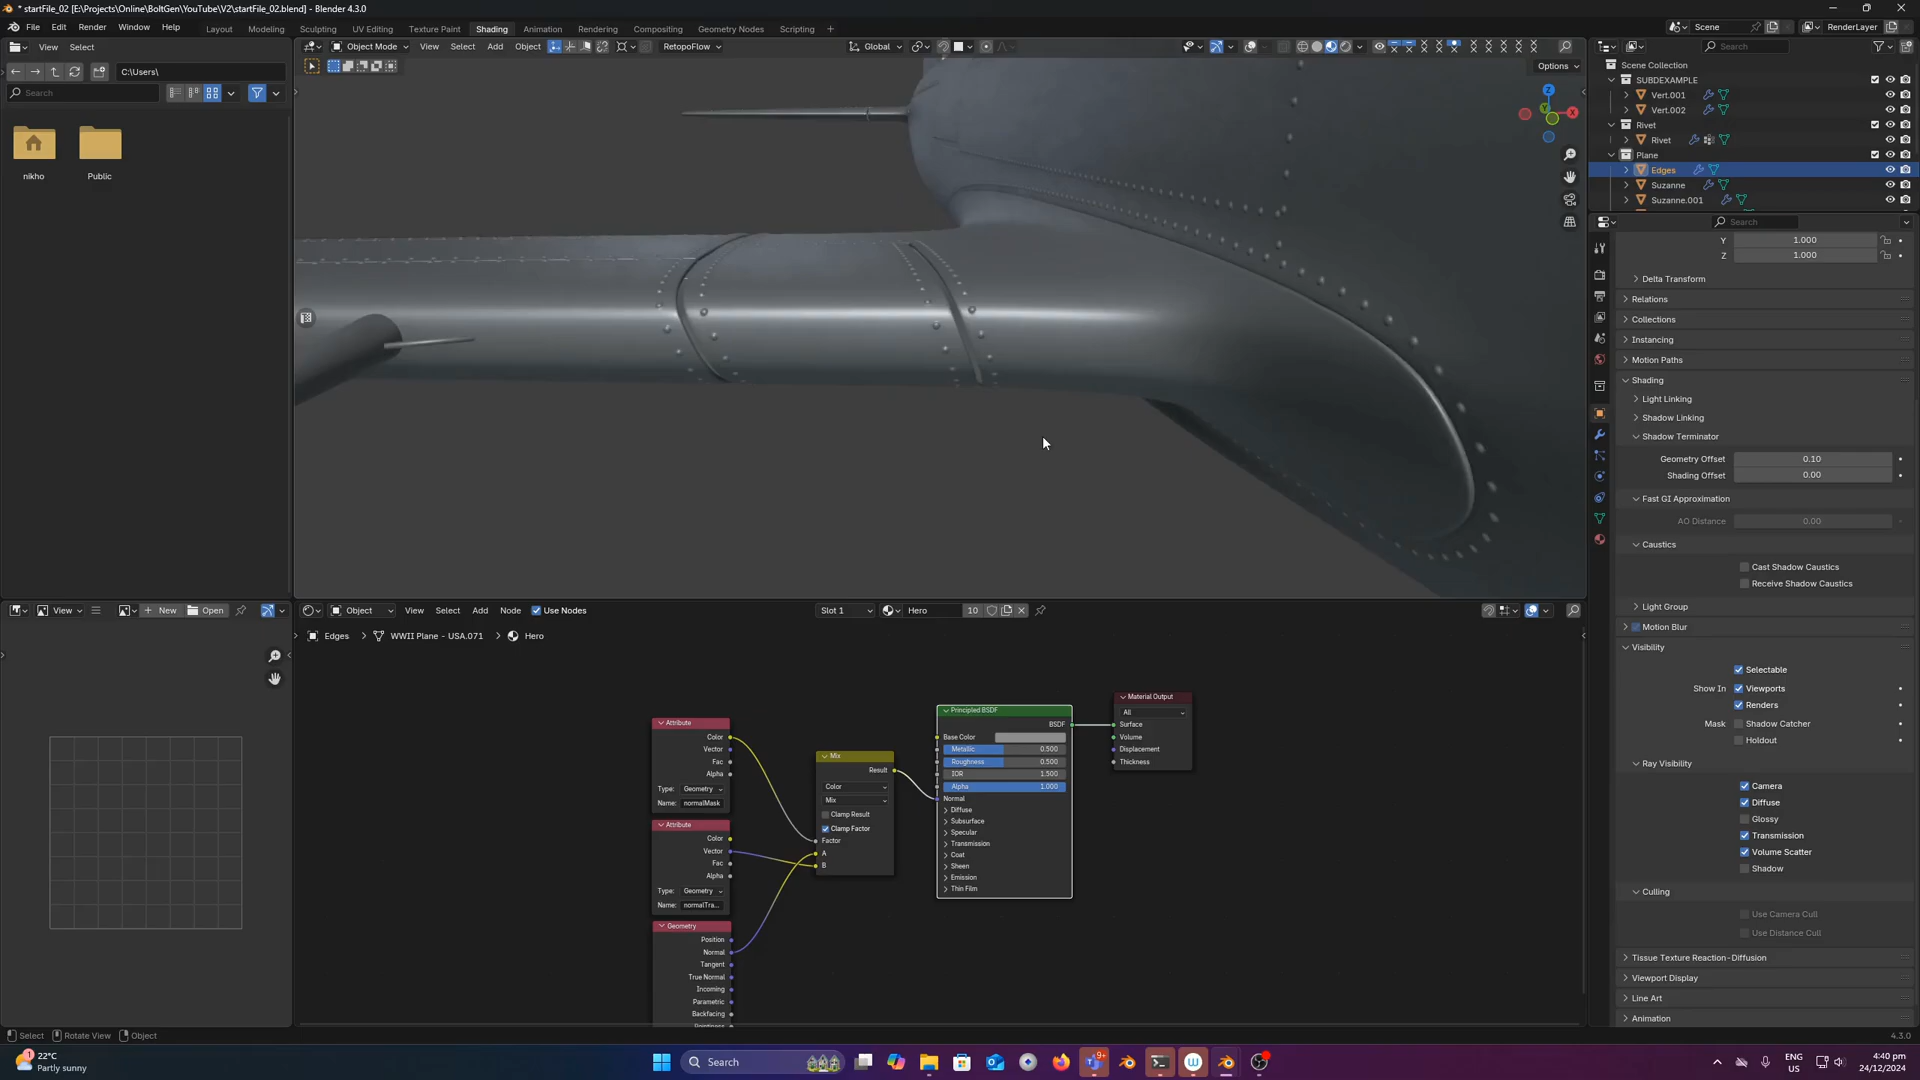 * startFile_02 [E:\Projects\Online\BoltGen\YouTube\V2\startFile_02.blend] - Blender 4.3.0
File Edit Render Window Help Layout Modeling Sculpting UV Editing Texture Paint Shading Animation Rendering Compositing Geometry Nodes Scripting + Scene RenderLayer
View Select Object Mode View Select Add Object RetopoFlow Global Search
C:\Users\ Options
Search
nikho Public
Scene Collection
SUBDEXAMPLE
Vert.001
Vert.002
Rivet
Rivet
Plane
Edges
Suzanne
Suzanne.001
Search
Y 1.000
Z 1.000
Delta Transform
Relations
Collections
Instancing
Motion Paths
Shading
Light Linking
Shadow Linking
Shadow Terminator
Geometry Offset 0.10
Shading Offset 0.00
Fast GI Approximation
AO Distance 0.00
Caustics
Cast Shadow Caustics
Receive Shadow Caustics
Light Group
Motion Blur
Visibility
Selectable
Show In Viewports
Renders
Mask Shadow Catcher
Holdout
Ray Visibility
Camera
Diffuse
Glossy
Transmission
Volume Scatter
Shadow
Culling
Use Camera Cull
Use Distance Cull
Tissue Texture Reaction-Diffusion
Viewport Display
Line Art
Animation
View New Open
Object View Select Add Node Use Nodes Slot 1 Hero 10
Edges WWII Plane - USA.071 Hero
Attribute
Color
Vector
Fac
Alpha
Type: Geometry
Name: normalMask
Attribute
Color
Vector
Fac
Alpha
Type: Geometry
Name: normalTra...
Geometry
Position
Normal
Tangent
True Normal
Incoming
Parametric
Backfacing
Mix
Result
Color
Mix
Clamp Result
Clamp Factor
Factor
A
B
Principled BSDF
BSDF
Base Color
Metallic 0.500
Roughness 0.500
IOR 1.500
Alpha 1.000
Normal
Diffuse
Subsurface
Specular
Transmission
Coat
Sheen
Emission
Thin Film
Material Output
All
Surface
Volume
Displacement
Thickness
Select Rotate View Object 4.3.0
1 22°C
Partly sunny
Search
9+
ENG
US
4:40 pm
24/12/2024